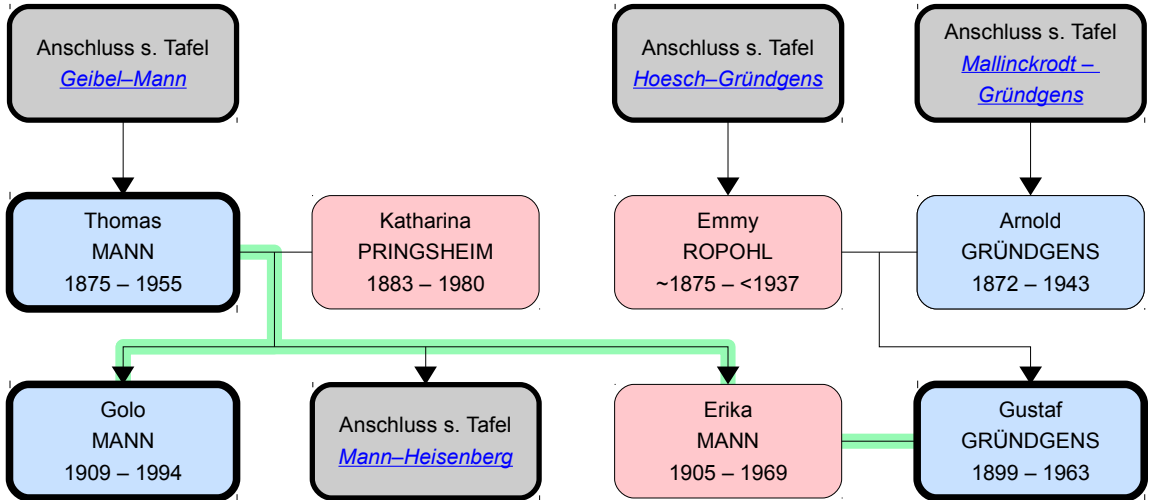 Anschluss s. Tafel
Geibel–Mann
Anschluss s. Tafel
Hoesch–Gründgens
Anschluss s. Tafel
Mallinckrodt –
Gründgens
Thomas
MANN
1875 – 1955
Katharina
PRINGSHEIM
1883 – 1980
Emmy
ROPOHL
~1875 – <1937
Arnold
GRÜNDGENS
1872 – 1943
Golo
MANN
1909 – 1994
Anschluss s. Tafel
Mann–Heisenberg
Erika
MANN
1905 – 1969
Gustaf
GRÜNDGENS
1899 – 1963